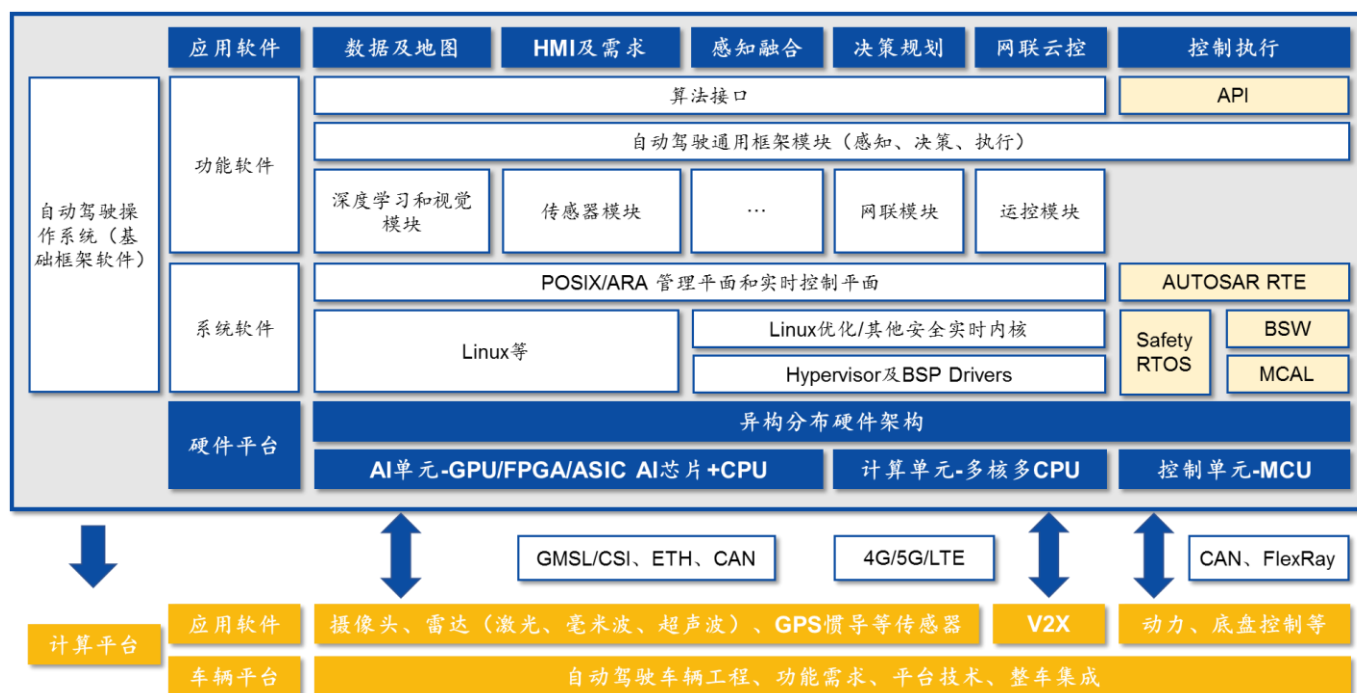 应用软件
数据及地图
HMI及需求
感知融合
决策规划
网联云控
控制执行
自动驾驶操
作系统（基
础框架软件）
功能软件
算法接口
API
自动驾驶通用框架模块（感知、决策、执行）
深度学习和视觉
模块
传感器模块
…
网联模块
运控模块
系统软件
POSIX/ARA 管理平面和实时控制平面
AUTOSAR RTE
Linux等
Linux优化/其他安全实时内核
Hypervisor及BSP Drivers
Safety
RTOS
BSW
MCAL
硬件平台
异构分布硬件架构
AI单元-GPU/FPGA/ASIC AI芯片+CPU
计算单元-多核多CPU
控制单元-MCU
GMSL/CSI、ETH、CAN
4G/5G/LTE
CAN、FlexRay
计算平台
应用软件
摄像头、雷达（激光、毫米波、超声波）、GPS惯导等传感器
V2X
动力、底盘控制等
车辆平台
自动驾驶车辆工程、功能需求、平台技术、整车集成